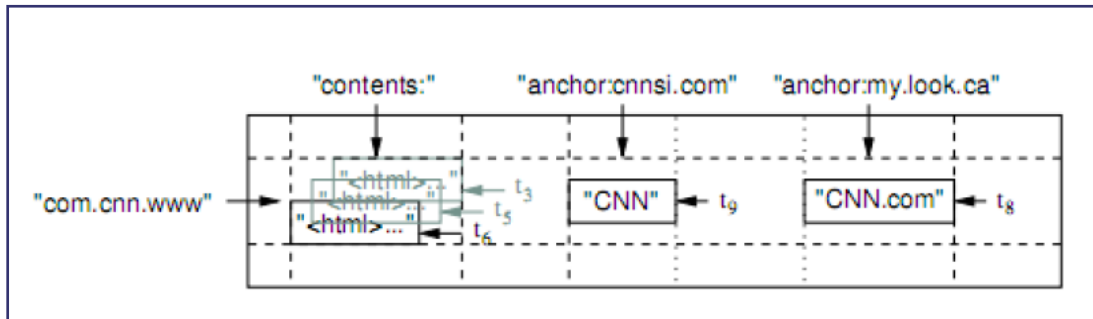 "contents:" "anchor:cnnsi.com" "anchor:my.look.ca"
"<html>..." t3
"com.cnn.www" "<html>..." t5 "CNN" t9 "CNN.com" t8
"<html>..." t6